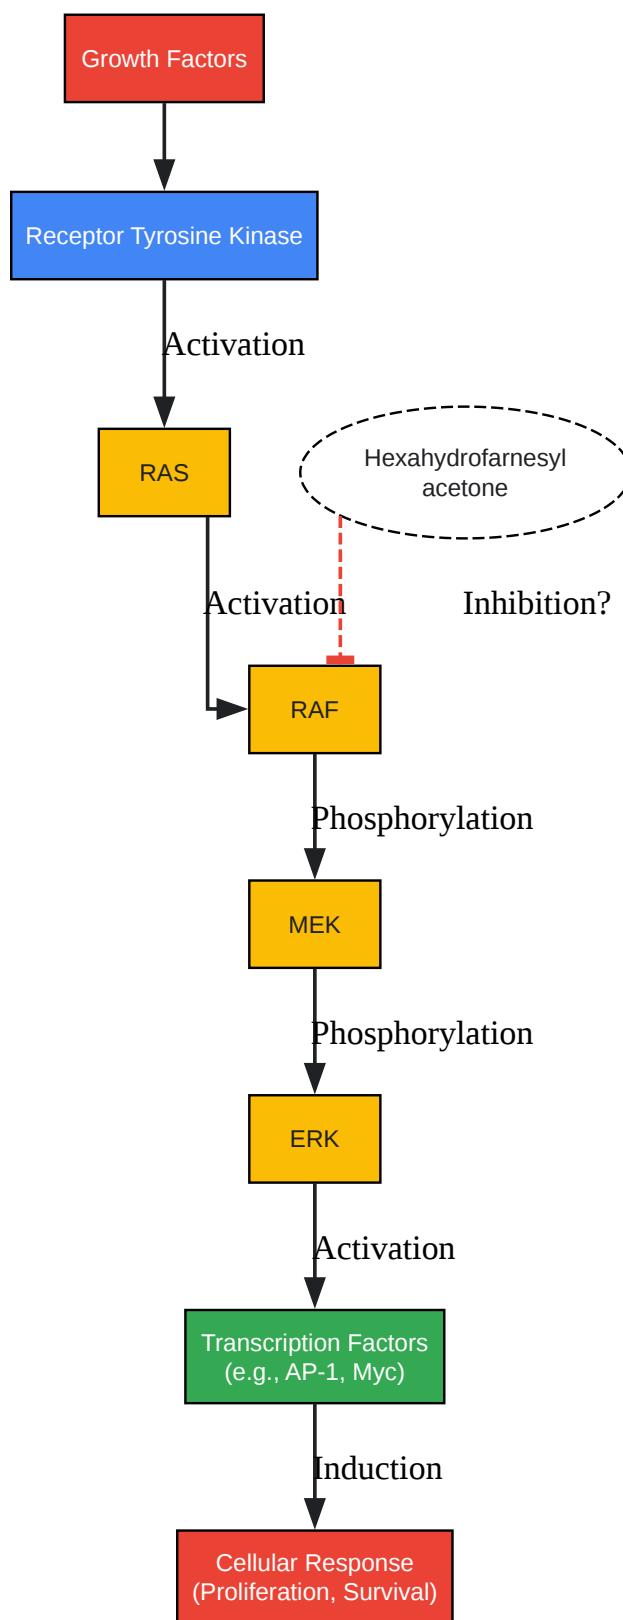 Growth Factors
Receptor Tyrosine Kinase
Activation
RAS
Hexahydrofarnesyl
acetone
Activation
Inhibition?
RAF
Phosphorylation
MEK
Phosphorylation
ERK
Activation
Transcription Factors
(e.g., AP-1, Myc)
Induction
Cellular Response
(Proliferation, Survival)